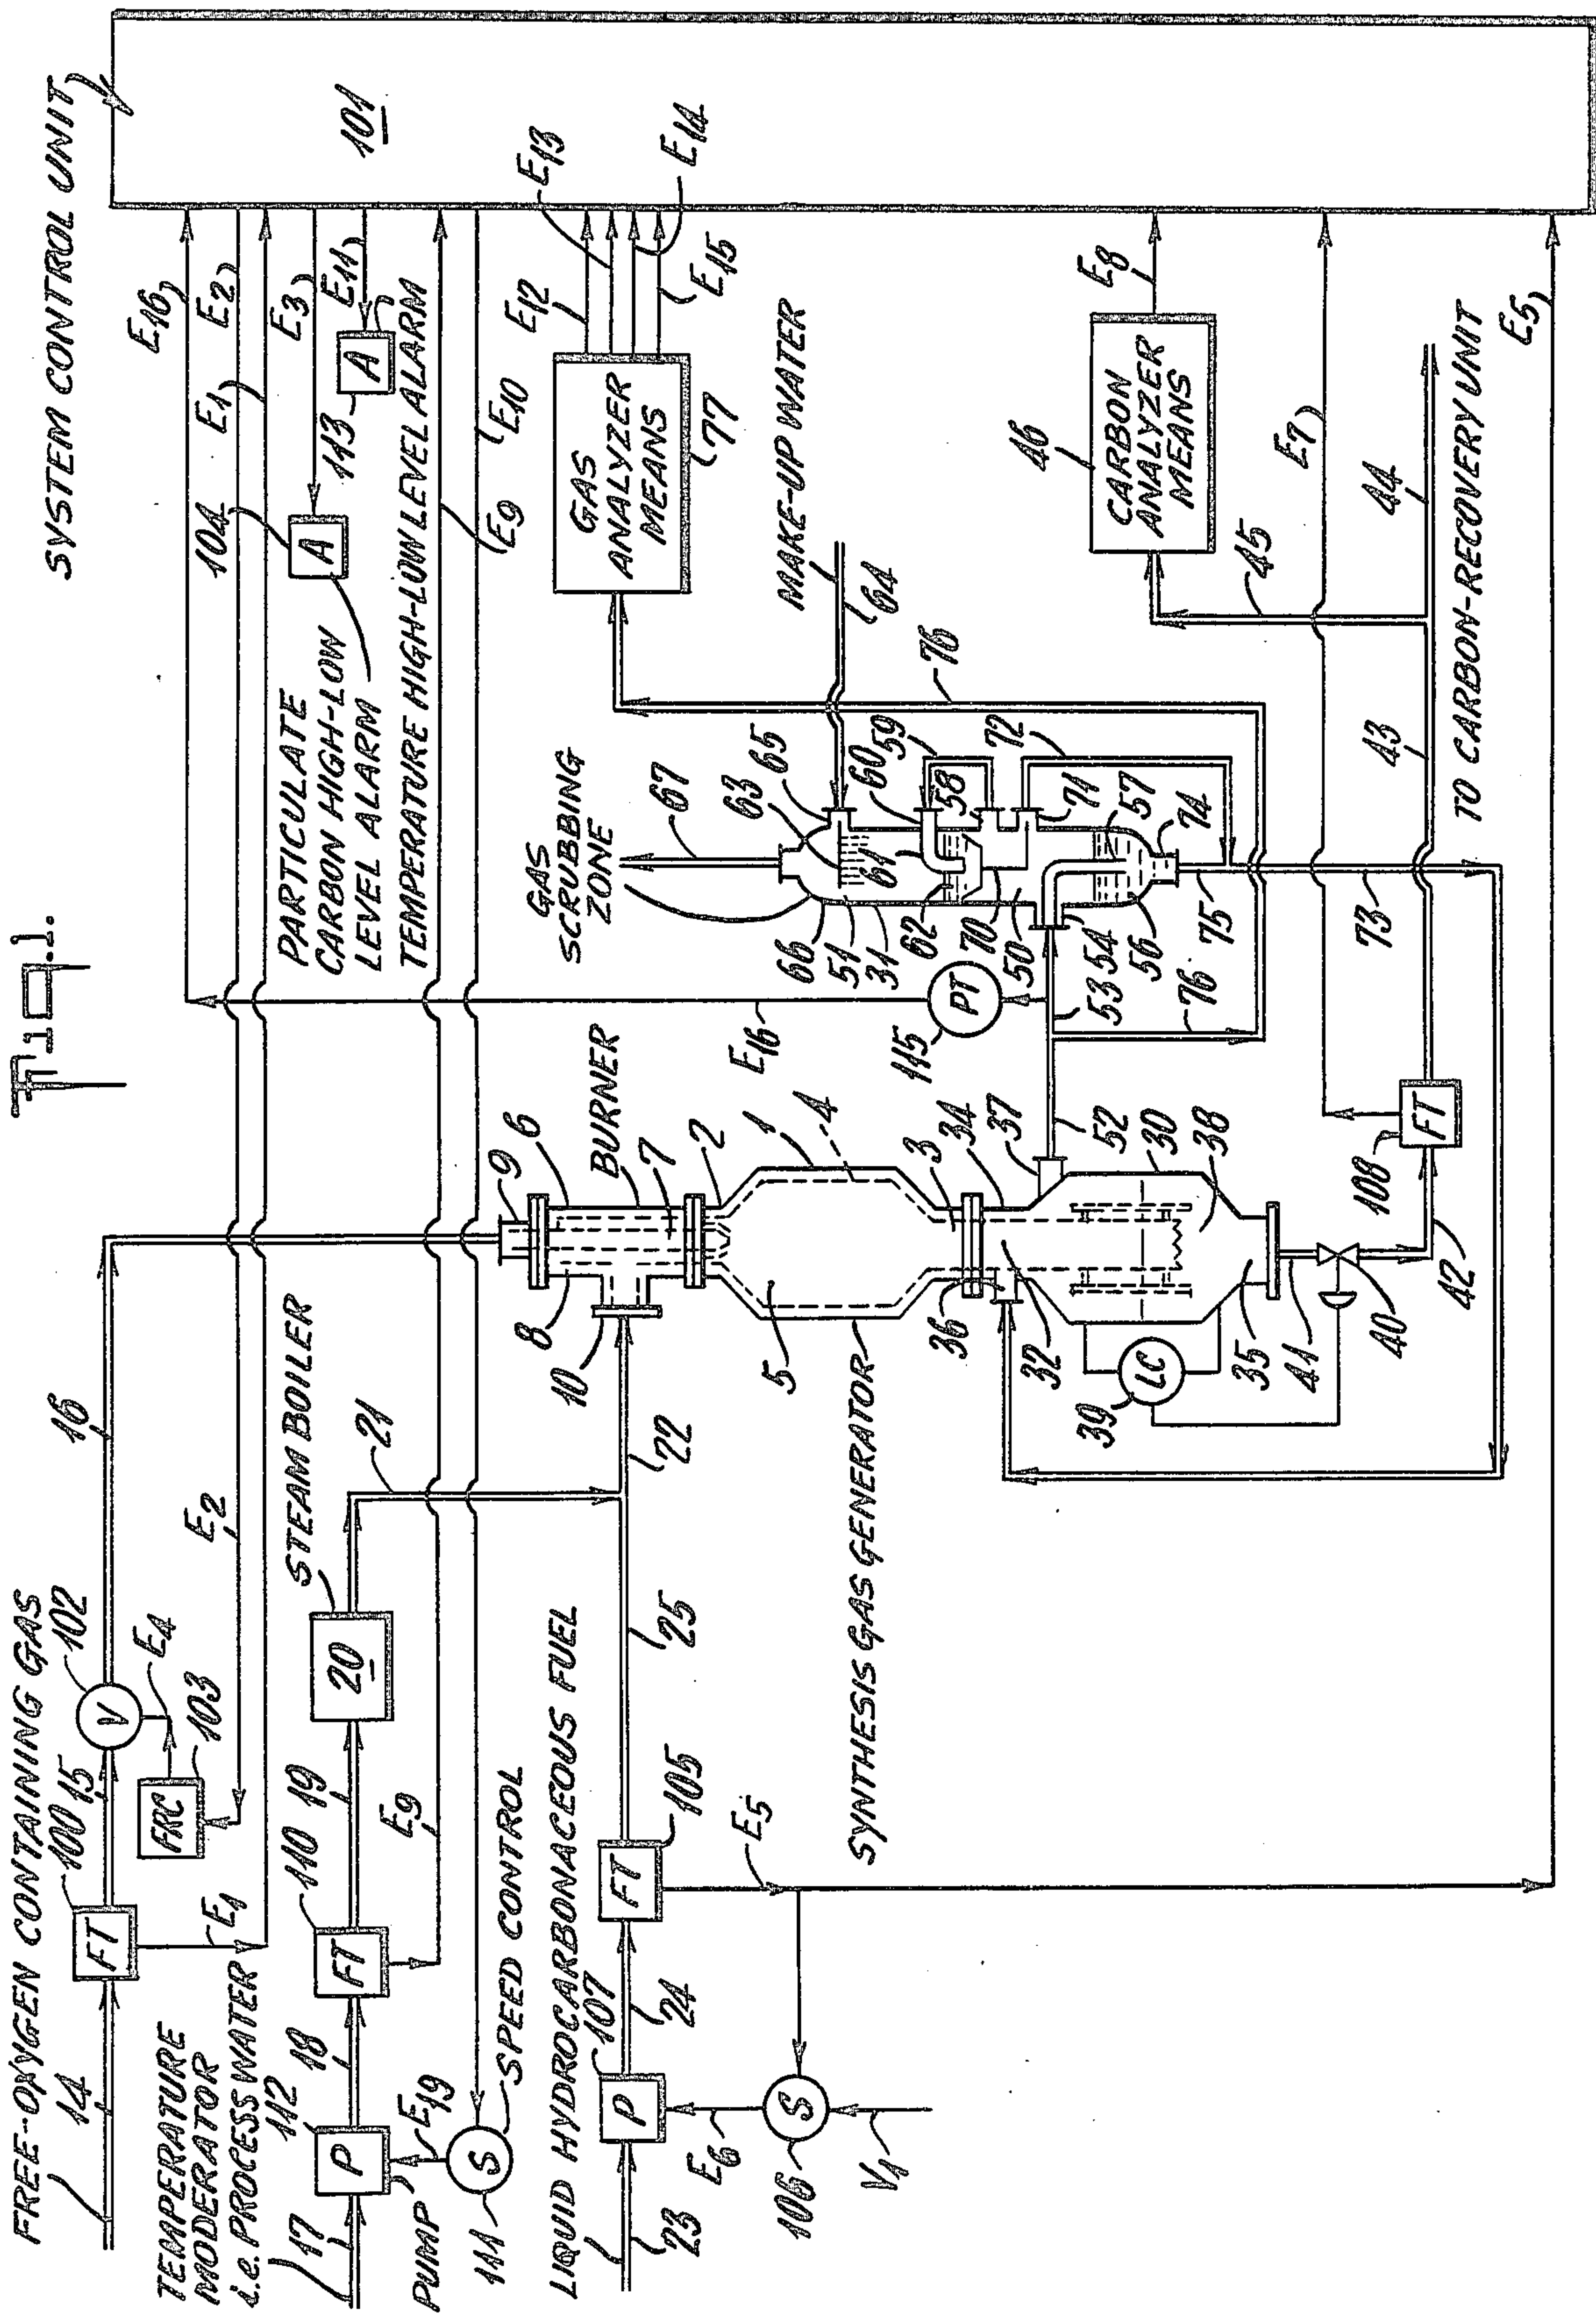 Fig. 1.
FREE-OXYGEN CONTAINING GAS
14
100
FT
15
102
V
16
E1
E4
FRC
103
E2
TEMPERATURE
MODERATOR
i.e. PROCESS WATER
17
112
P
PUMP
18
110
FT
19
E9
20
STEAM BOILER
21
E19
S
111
SPEED CONTROL
LIQUID HYDROCARBONACEOUS FUEL
23
107
P
24
FT
105
25
22
E5
E6
S
106
V1
SYNTHESIS GAS GENERATOR
BURNER
9
6
8
7
10
2
1
4
5
3
34
36
37
32
52
30
38
LC
39
35
41
40
42
FT
108
43
44
45
TO CARBON-RECOVERY UNIT
E16
PT
115
53
54
76
GAS
SCRUBBING
ZONE
67
63
65
66
51
31
61
60
59
62
58
70
72
50
71
57
56
74
75
73
76
MAKE-UP WATER
64
PARTICULATE
CARBON HIGH-LOW
LEVEL ALARM
TEMPERATURE HIGH-LOW LEVEL ALARM
104
A
113
A
E16
E2
E1
E3
E11
E10
E9
GAS
ANALYZER
MEANS
77
E12
E13
E14
E15
46
CARBON
ANALYZER
MEANS
E8
E7
E5
SYSTEM CONTROL UNIT
101